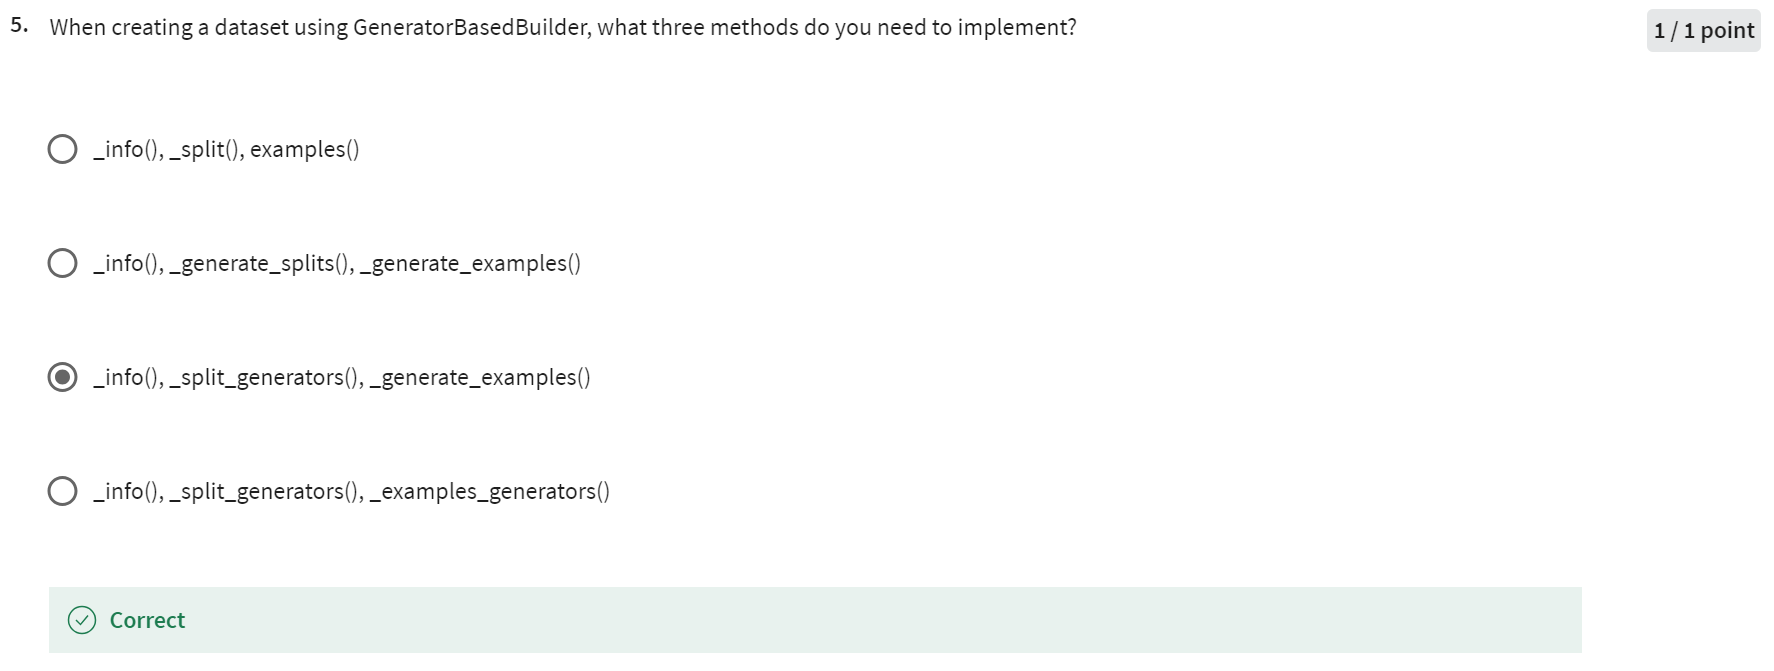 5. When creating a dataset using GeneratorBasedBuilder, what three methods do you need to implement?
1 / 1 point
_info(), _split(), examples()
_info(), _generate_splits(), _generate_examples()
_info(), _split_generators(), _generate_examples()
_info(), _split_generators(), _examples_generators()
Correct